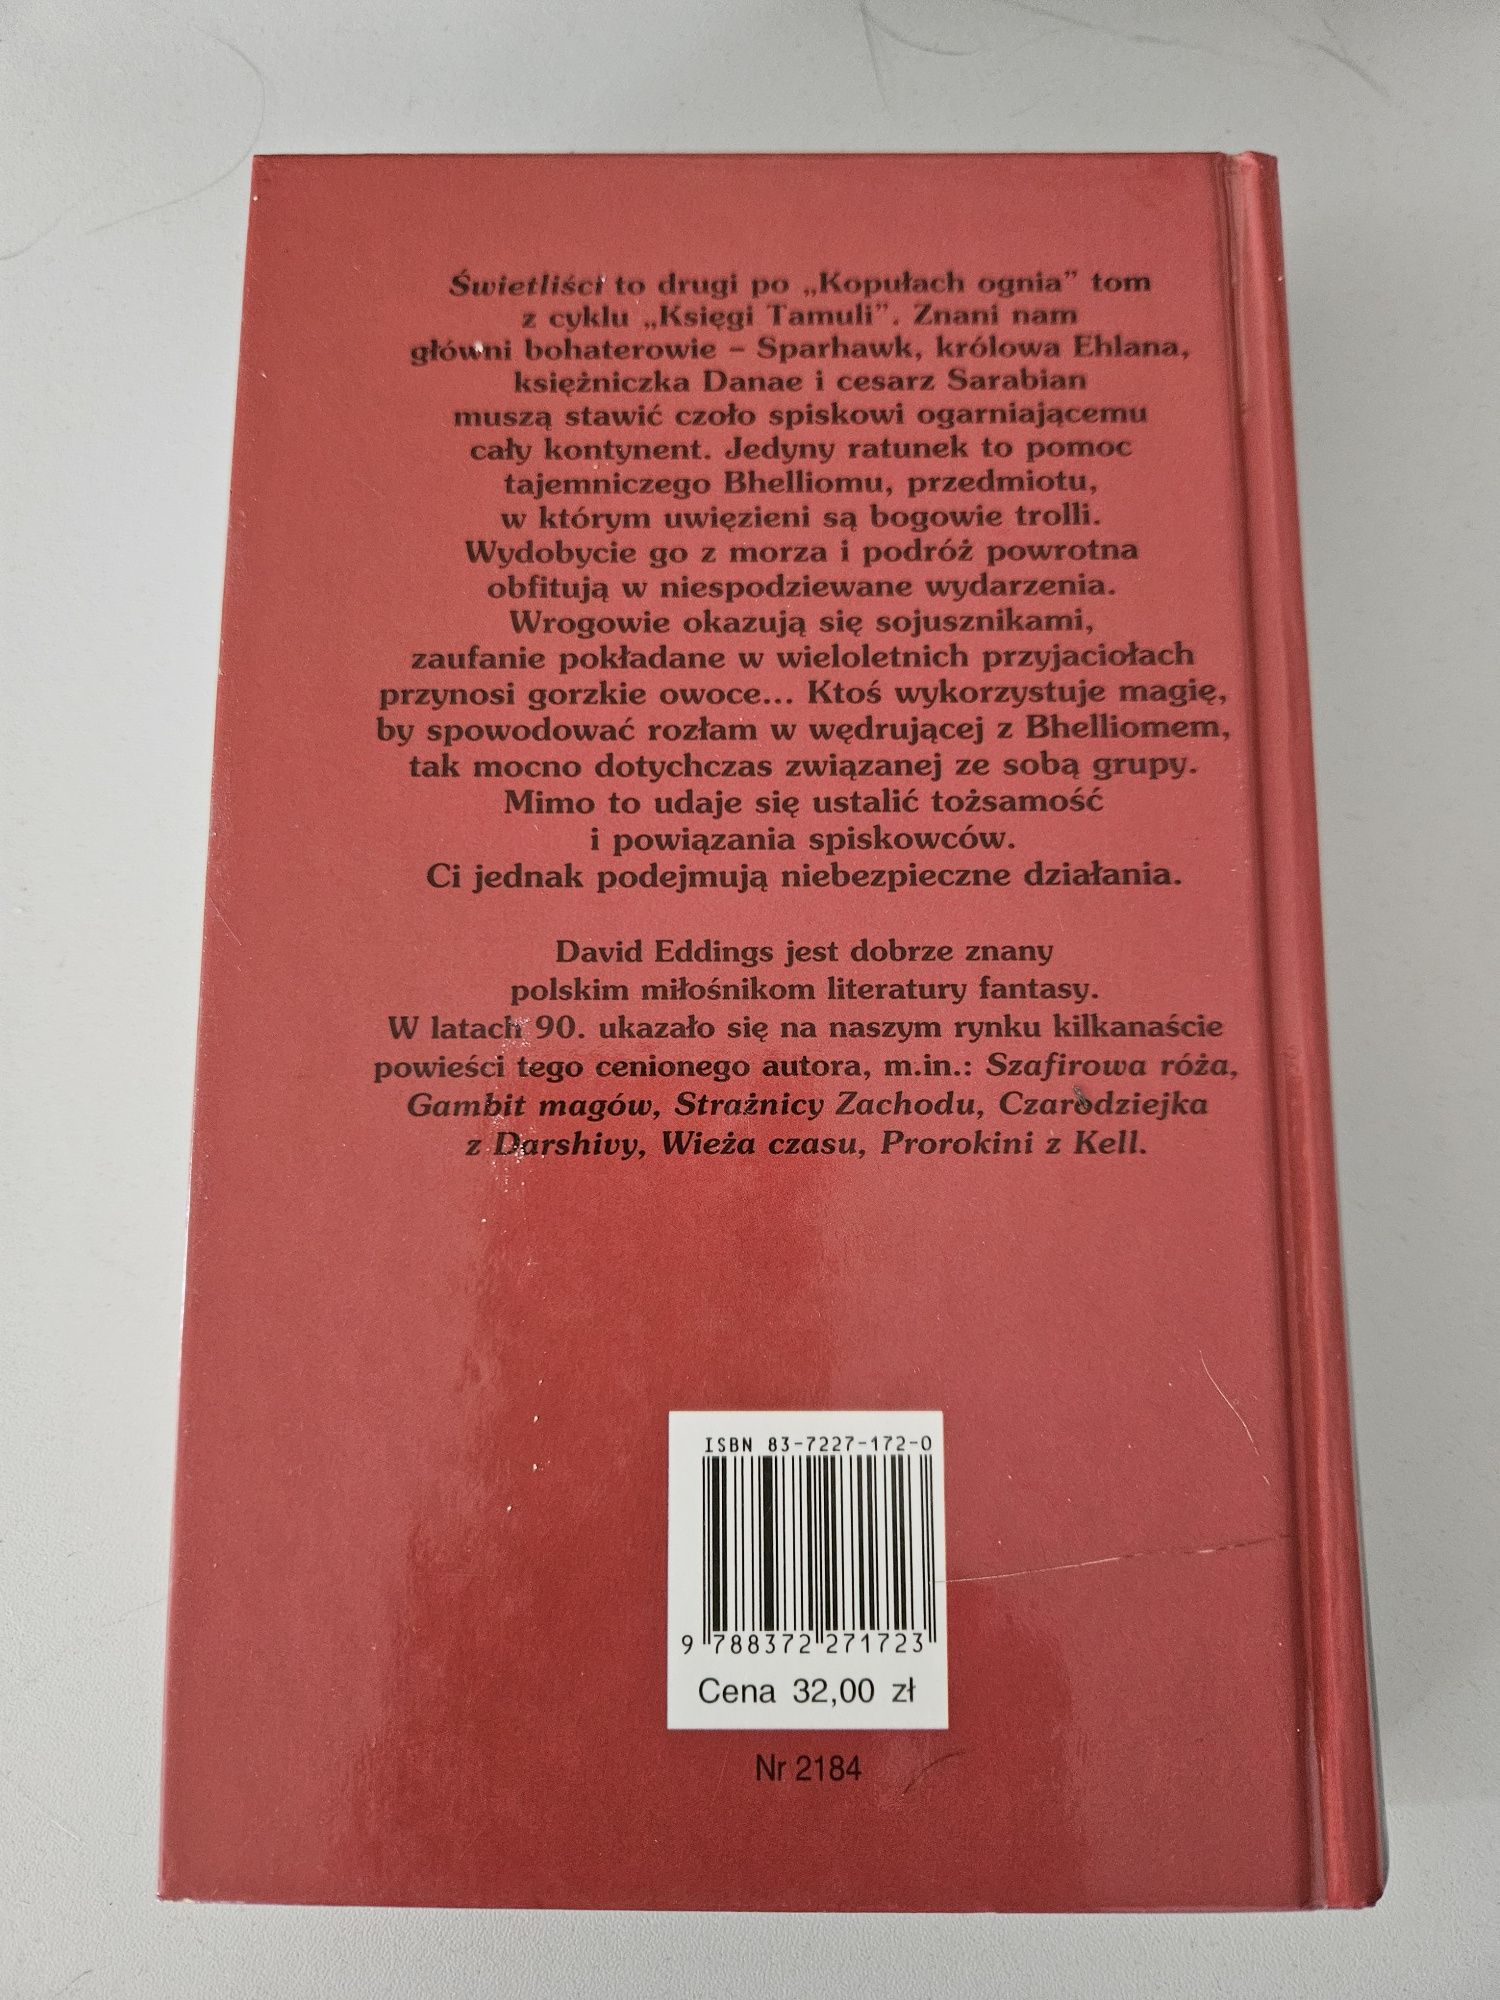 Świetliści to drugi po „Kopułach ognia” tom
z cyklu „Księgi Tamuli”. Znani nam
główni bohaterowie – Sparhawk, królowa Ehlana,
księżniczka Danae i cesarz Sarabian
muszą stawić czoło spiskowi ogarniającemu
cały kontynent. Jedyny ratunek to pomoc
tajemniczego Bhelliomu, przedmiotu,
w którym uwięzieni są bogowie trolli.
Wydobycie go z morza i podróż powrotna
obfitują w niespodziewane wydarzenia.
Wrogowie okazują się sojusznikami,
zaufanie pokładane w wieloletnich przyjaciołach
przynosi gorzkie owoce... Ktoś wykorzystuje magię,
by spowodować rozłam w wędrującej z Bhelliomem,
tak mocno dotychczas związanej ze sobą grupy.
Mimo to udaje się ustalić tożsamość
i powiązania spiskowców.
Ci jednak podejmują niebezpieczne działania.
David Eddings jest dobrze znany
polskim miłośnikom literatury fantasy.
W latach 90. ukazało się na naszym rynku kilkanaście
powieści tego cenionego autora, m.in.: Szafirowa róża,
Gambit magów, Strażnicy Zachodu, Czarodziejka
z Darshivy, Wieża czasu, Prorokini z Kell.
ISBN 83-7227-172-0
9 788372 271723
Cena 32,00 zł
Nr 2184